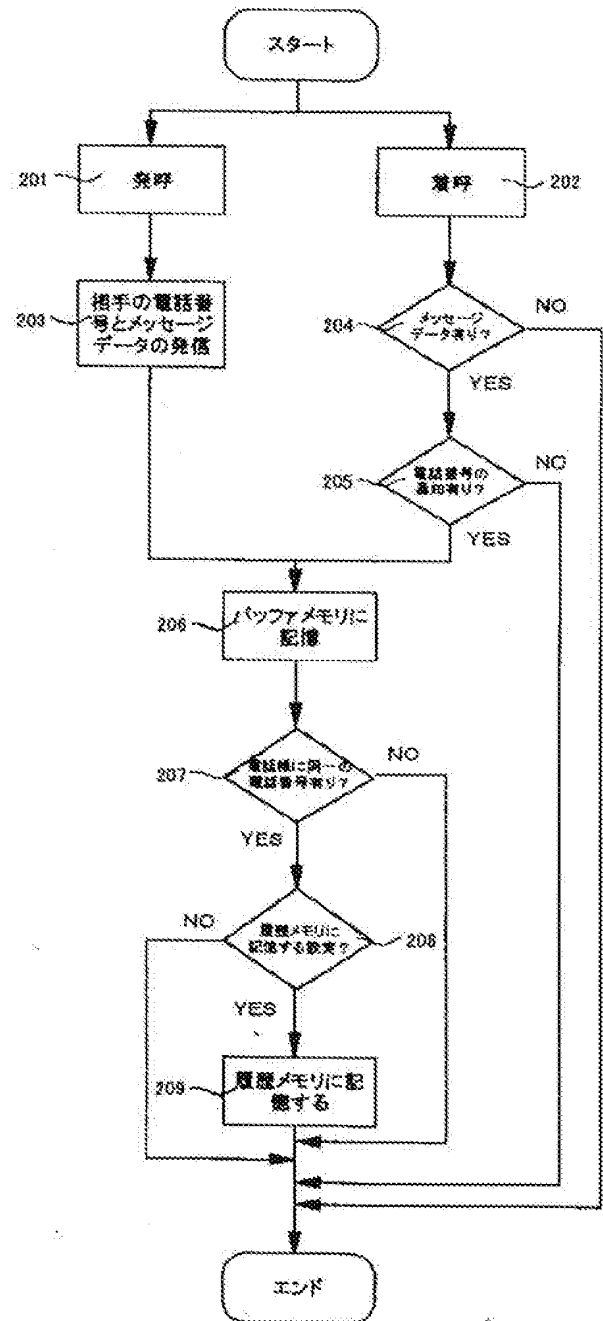 スタート
201
発呼
着呼
202
203
相手の電話番
号とメッセージ
データの発信
204
メッセージ
データ有り?
NO
YES
205
電話番号の
有り?
NO
YES
206
バッファメモリに
記憶
207
電話帳に同一の
電話番号有り?
NO
YES
NO
履歴メモリに
記憶する設定?
208
YES
209
履歴メモリに記
憶する
エンド